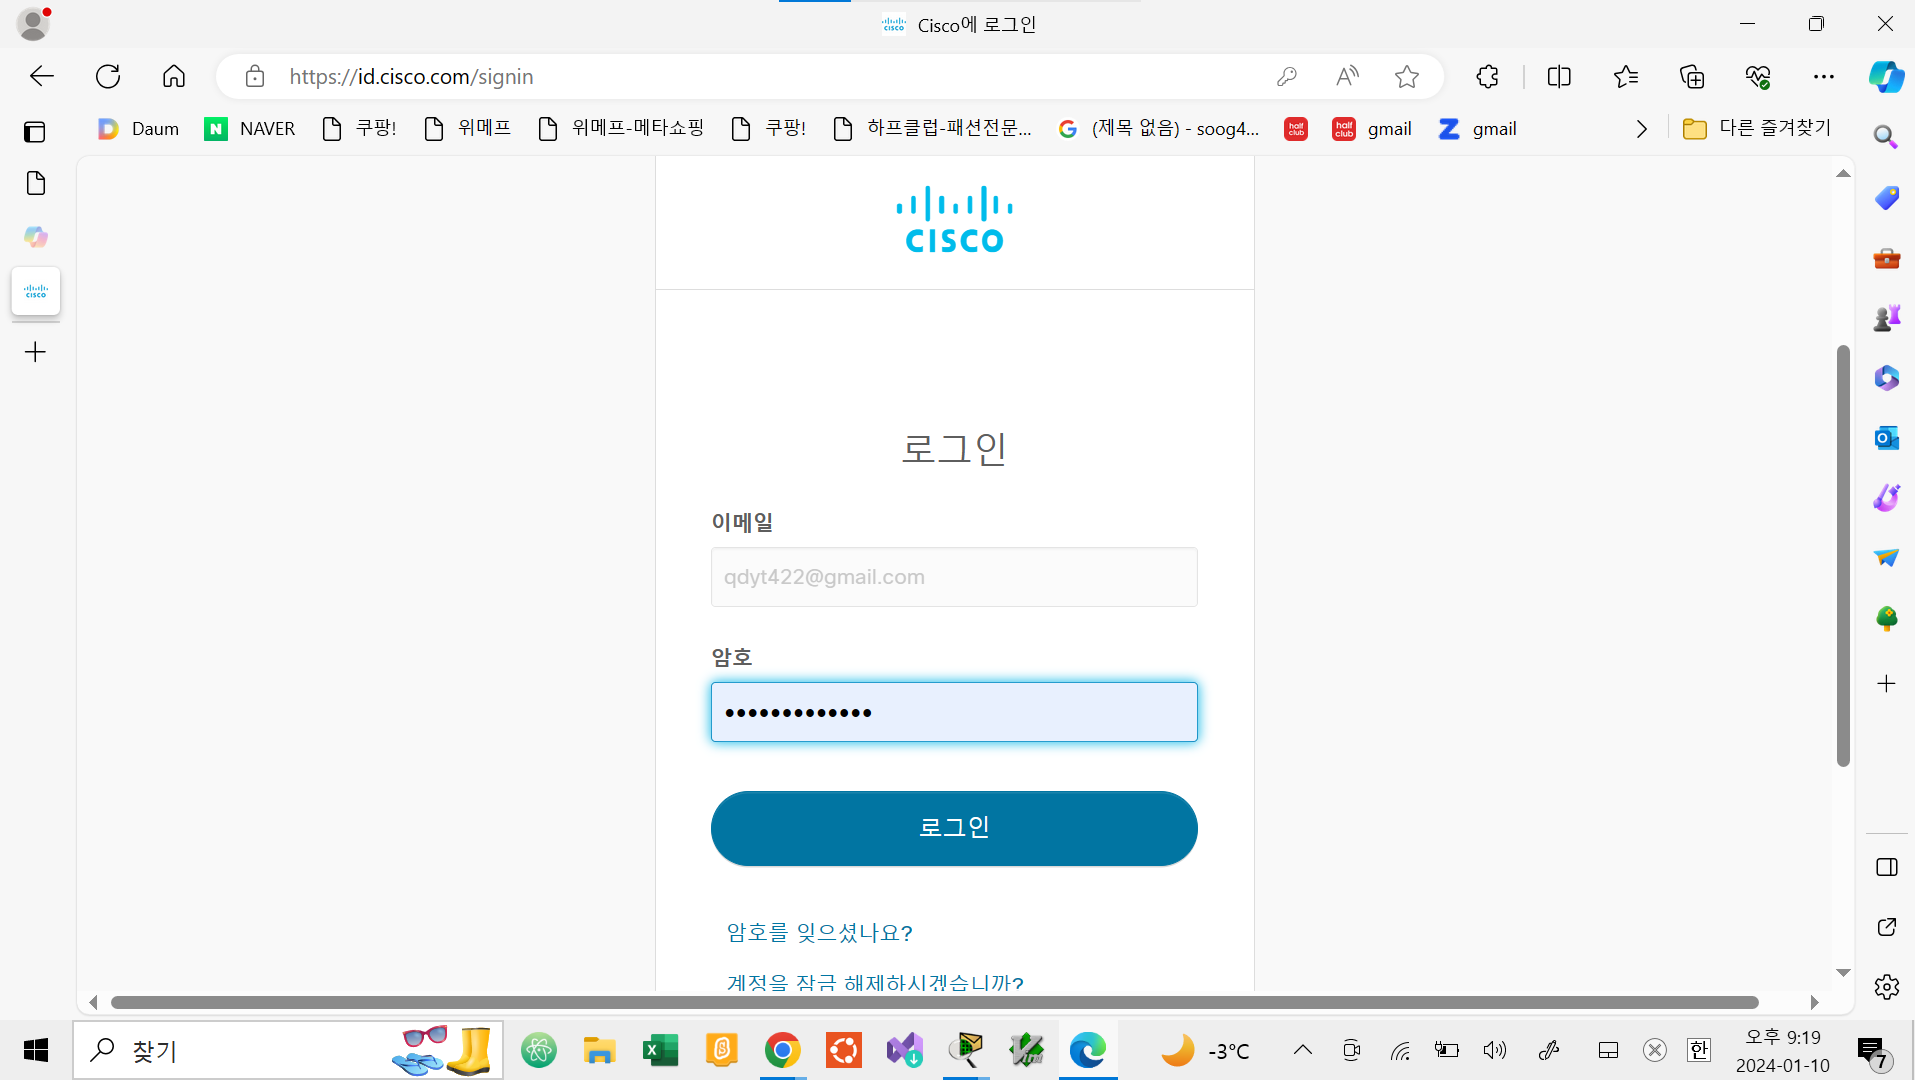 Cisco에 로그인
https://id.cisco.com/signin
Daum
NAVER
쿠팡!
위메프
위메프-메타쇼핑
쿠팡!
하프클럽-패션전문...
(제목 없음) - soog4...
half club
half club
gmail
gmail
다른 즐겨찾기
CISCO
로그인
이메일
qdyt422@gmail.com
암호
•••••••••••••
로그인
암호를 잊으셨나요?
계정을 잠금 해제하시겠습니까?
찾기
-3°C
한
오후 9:19
2024-01-10
7